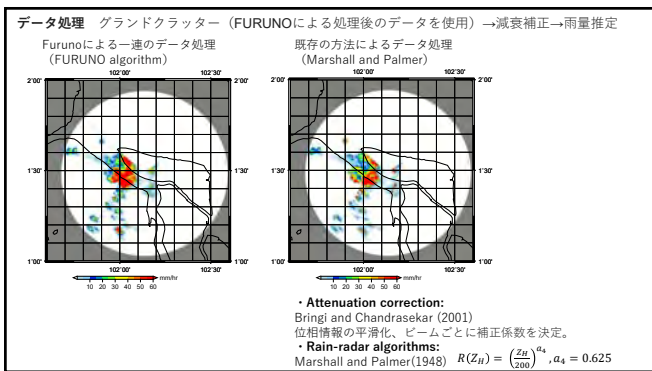 データ処理 グランドクラッター（FURUNOによる処理後のデータを使用）→減衰補正→雨量推定
Furunoによる一連のデータ処理
（FURUNO algorithm）
既存の方法によるデータ処理
（Marshall and Palmer）
102˚00' 102˚30'
2˚00' 2˚00'
1˚30' 1˚30'
1˚00' 1˚00'
102˚00' 102˚30'
mm/hr
10 20 30 40 50 60
102˚00' 102˚30'
2˚00' 2˚00'
1˚30' 1˚30'
1˚00' 1˚00'
102˚00' 102˚30'
mm/hr
10 20 30 40 50 60
・Attenuation correction:
Bringi and Chandrasekar (2001)
位相情報の平滑化、ビームごとに補正係数を決定。
・Rain-radar algorithms:
Marshall and Palmer(1948) R(Z_H) = (Z_H/200)^{a_4}, a_4 = 0.625